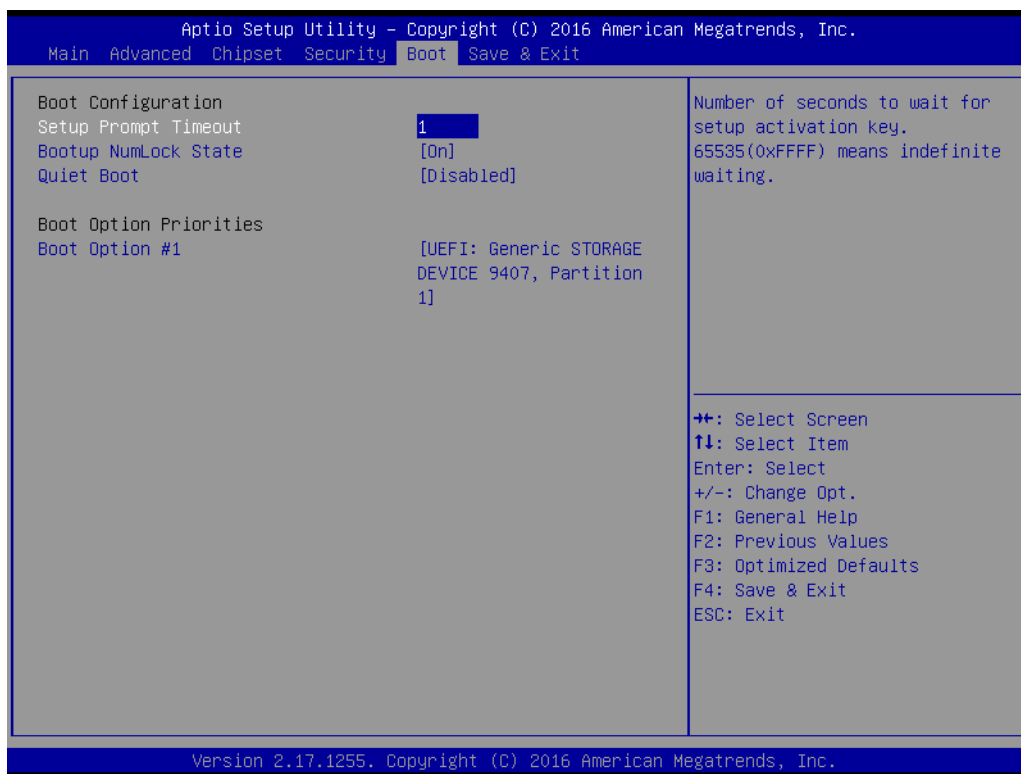 Aptio Setup Utility – Copyright (C) 2016 American Megatrends, Inc.
Main Advanced Chipset Security Boot Save & Exit
Boot Configuration
Setup Prompt Timeout 1
Bootup NumLock State [On]
Quiet Boot [Disabled]
Boot Option Priorities
Boot Option #1 [UEFI: Generic STORAGE
DEVICE 9407, Partition
1]
Number of seconds to wait for
setup activation key.
65535(0xFFFF) means indefinite
waiting.
→←: Select Screen
↑↓: Select Item
Enter: Select
+/-: Change Opt.
F1: General Help
F2: Previous Values
F3: Optimized Defaults
F4: Save & Exit
ESC: Exit
Version 2.17.1255. Copyright (C) 2016 American Megatrends, Inc.